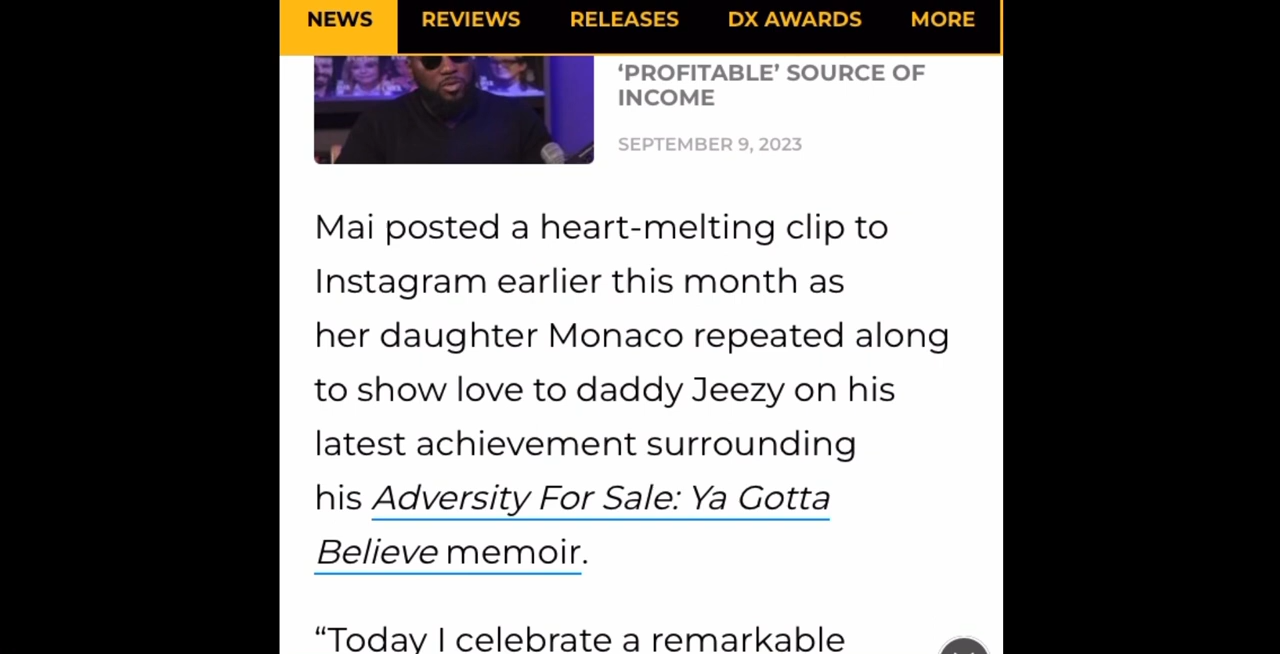 NEWS REVIEWS RELEASES DX AWARDS MORE
‘PROFITABLE’ SOURCE OF
INCOME
SEPTEMBER 9, 2023
Mai posted a heart-melting clip to
Instagram earlier this month as
her daughter Monaco repeated along
to show love to daddy Jeezy on his
latest achievement surrounding
his Adversity For Sale: Ya Gotta
Believe memoir.
“Today I celebrate a remarkable